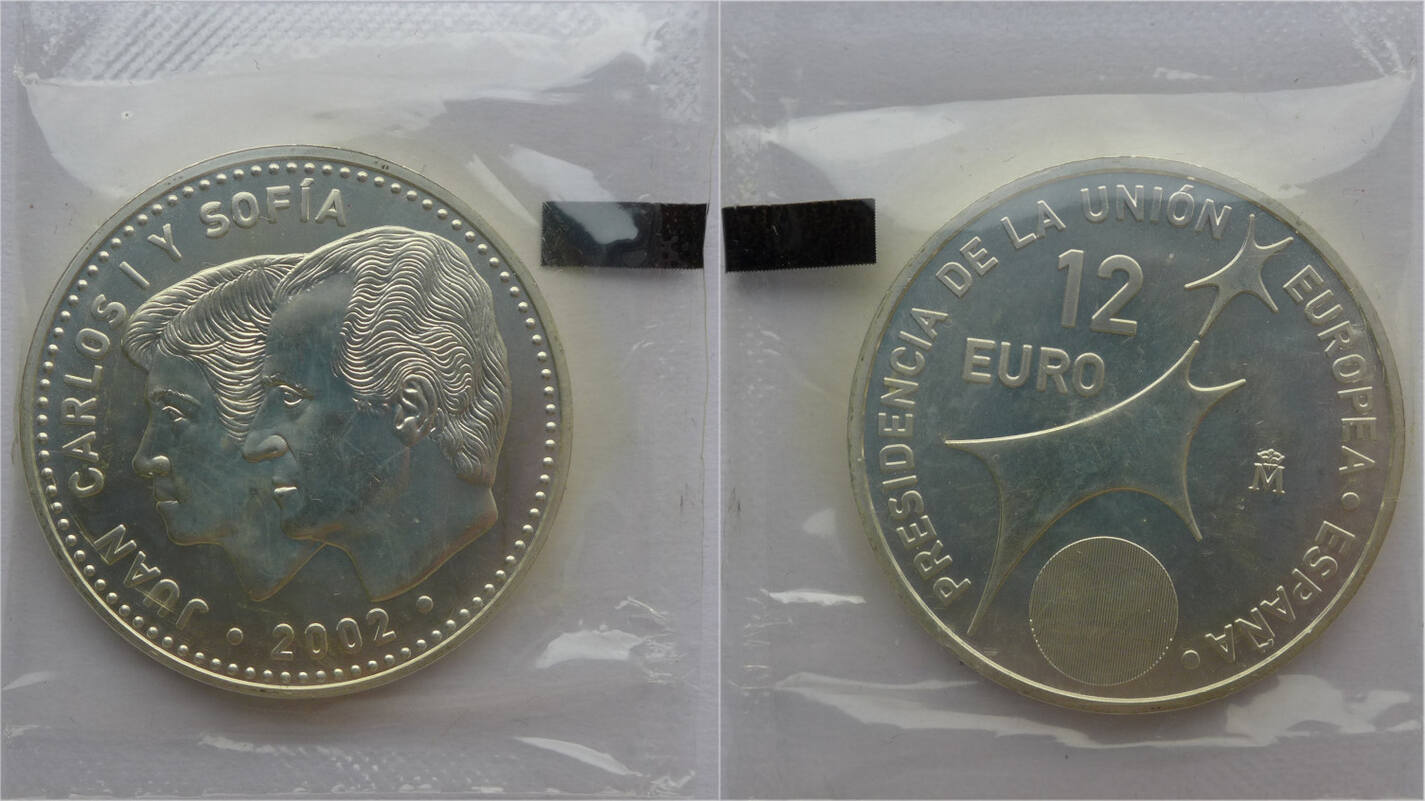 JUAN CARLOS I Y SOFÍA
• 2002 •
PRESIDENCIA DE LA UNIÓN EUROPEA • ESPAÑA •
12
EURO
M